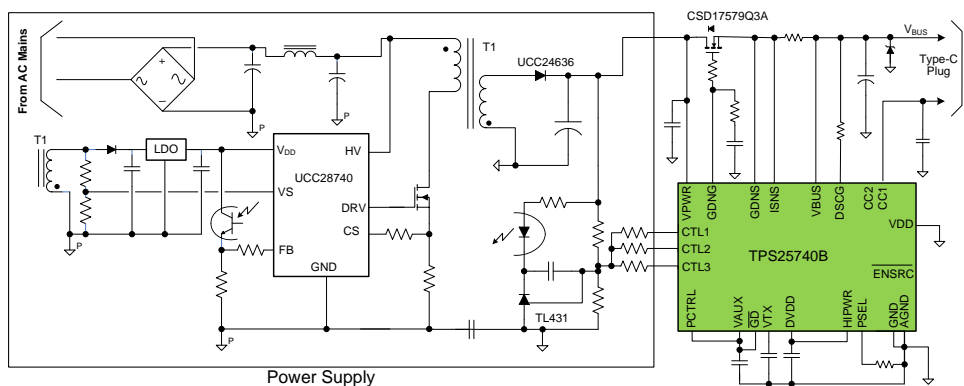 CSD17579Q3A
From AC Mains
T1
UCC24636
VBUS
Type-C
Plug
P
P
T1
LDO
VDD
HV
UCC28740
VS
DRV
CS
FB
GND
P
P
TL431
Power Supply
VPWR
GDNG
GDNS
ISNS
VBUS
DSCG
CC2
CC1
VDD
CTL1
CTL2
CTL3
TPS25740B
ENSRC
PCTRL
VAUX
GD
VTX
DVDD
HIPWR
PSEL
GND
AGND